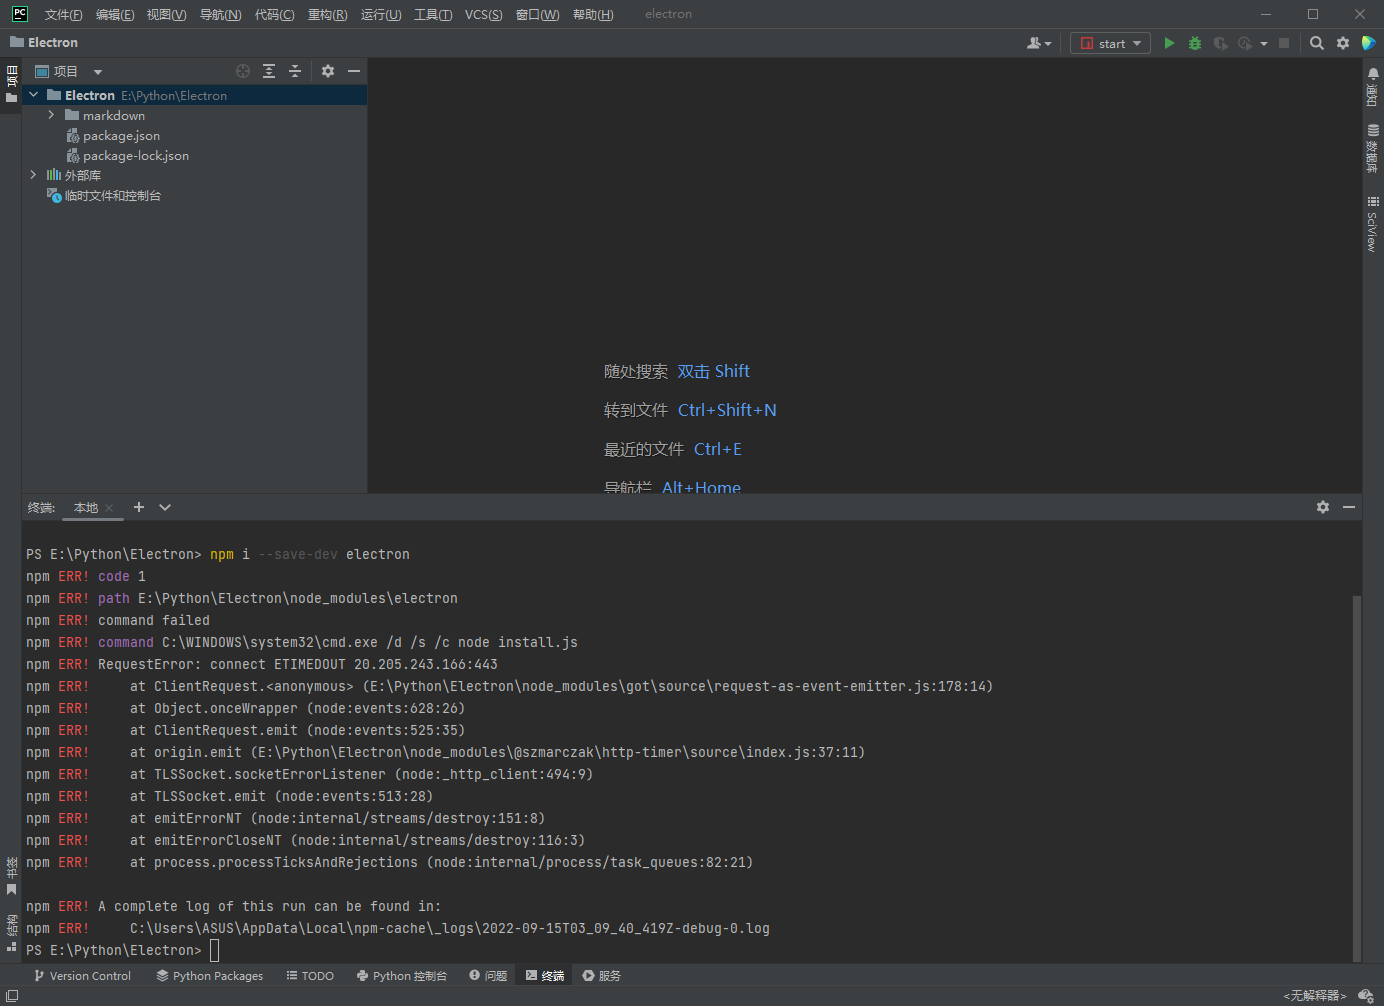 PC 文件(F) 编辑(E) 视图(V) 导航(N) 代码(C) 重构(R) 运行(U) 工具(T) VCS(S) 窗口(W) 帮助(H) electron
Electron
start
项目
项目
Electron E:\Python\Electron
markdown
package.json
package-lock.json
外部库
临时文件和控制台
通知
数据库
SciView
随处搜索 双击 Shift
转到文件 Ctrl+Shift+N
最近的文件 Ctrl+E
导航栏 Alt+Home
终端: 本地
PS E:\Python\Electron> npm i --save-dev electron
npm ERR! code 1
npm ERR! path E:\Python\Electron\node_modules\electron
npm ERR! command failed
npm ERR! command C:\WINDOWS\system32\cmd.exe /d /s /c node install.js
npm ERR! RequestError: connect ETIMEDOUT 20.205.243.166:443
npm ERR!     at ClientRequest.<anonymous> (E:\Python\Electron\node_modules\got\source\request-as-event-emitter.js:178:14)
npm ERR!     at Object.onceWrapper (node:events:628:26)
npm ERR!     at ClientRequest.emit (node:events:525:35)
npm ERR!     at origin.emit (E:\Python\Electron\node_modules\@szmarczak\http-timer\source\index.js:37:11)
npm ERR!     at TLSSocket.socketErrorListener (node:_http_client:494:9)
npm ERR!     at TLSSocket.emit (node:events:513:28)
npm ERR!     at emitErrorNT (node:internal/streams/destroy:151:8)
npm ERR!     at emitErrorCloseNT (node:internal/streams/destroy:116:3)
npm ERR!     at process.processTicksAndRejections (node:internal/process/task_queues:82:21)
npm ERR! A complete log of this run can be found in:
npm ERR!     C:\Users\ASUS\AppData\Local\npm-cache\_logs\2022-09-15T03_09_40_419Z-debug-0.log
PS E:\Python\Electron>
书签
结构
Version Control Python Packages TODO Python 控制台 问题 终端 服务
<无解释器>